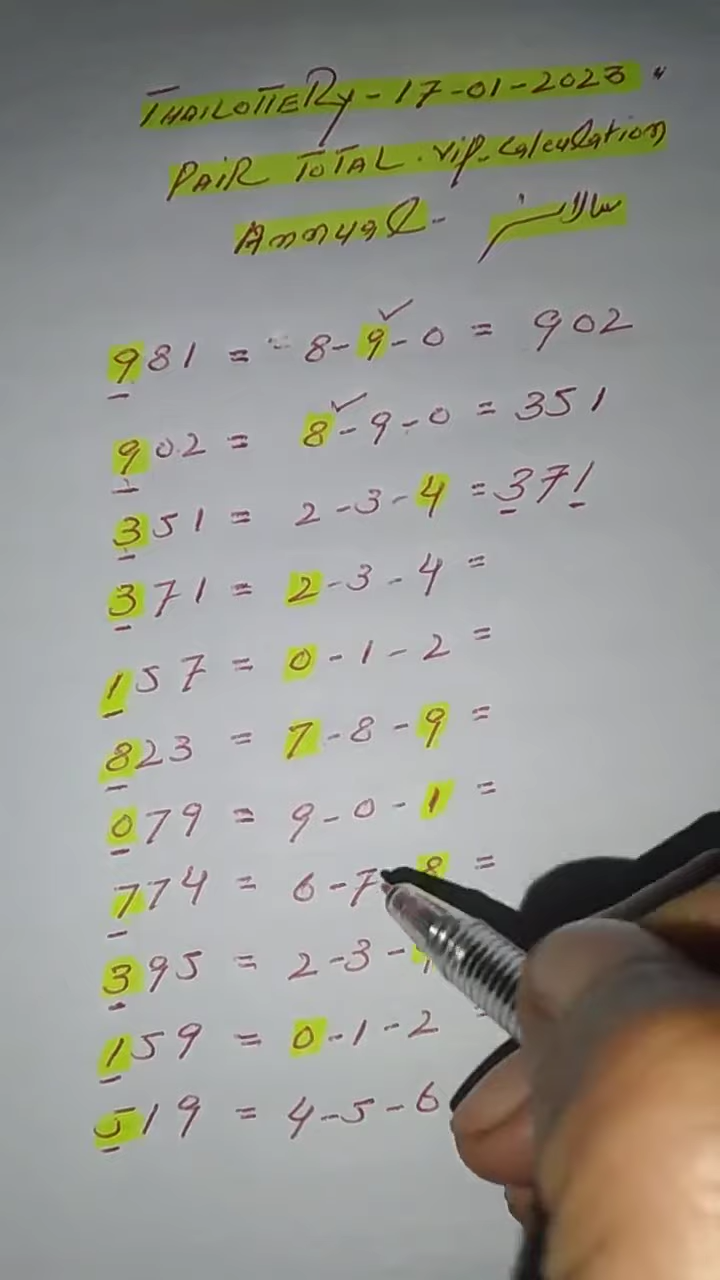 THAILOTTERY - 17-01-2023 "
PAIR TOTAL. vip-calculation
Annual - سالانہ
981 = 8-9-0 = 902
902 = 8-9-0 = 351
351 = 2-3-4 = 371
371 = 2-3-4 =
157 = 0-1-2 =
823 = 7-8-9 =
079 = 9-0-1 =
774 = 6-7 8 =
395 = 2-3-
159 = 0-1-2
519 = 4-5-6